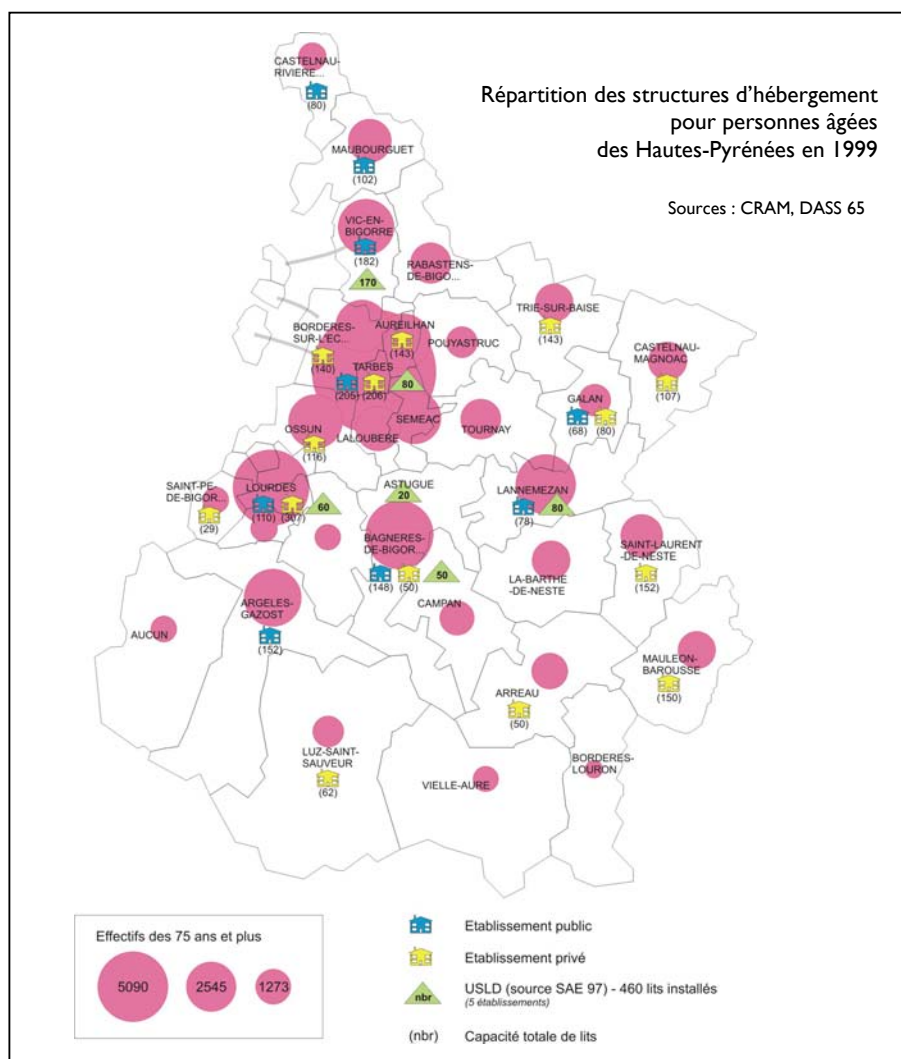 Répartition des structures d'hébergement
pour personnes âgées
des Hautes-Pyrénées en 1999
Sources : CRAM, DASS 65
CASTELNAU-
RIVIERE...
(80)
MAUBOURGUET
(102)
VIC-EN-
BIGORRE
(182)
170
RABASTENS-
DE-BIGO...
TRIE-SUR-BAISE
(143)
BORDERES-
SUR-L'EC...
(140)
AUREILHAN
(143)
POUYASTRUC
CASTELNAU-
MAGNOAC
(107)
TARBES
(205)
(206)
80
GALAN
(68)
(80)
OSSUN
(116)
LALOUBERE
SEMEAC
TOURNAY
SAINT-PE-
DE-BIGOR...
(29)
LOURDES
(110)
(307)
60
ASTUGUE
20
LANNEMEZAN
(78)
80
BAGNERES-
DE-BIGOR...
(148)
(50)
50
LA-BARTHE
-DE-NESTE
SAINT-LAURENT
-DE-NESTE
(152)
ARGELES-
GAZOST
(152)
CAMPAN
AUCUN
MAULEON-
BAROUSSE
(150)
ARREAU
(50)
LUZ-SAINT-
SAUVEUR
(62)
VIELLE-AURE
BORDERES-
LOURON
Effectifs des 75 ans et plus
5090
2545
1273
Etablissement public
Etablissement privé
nbr
USLD (source SAE 97) - 460 lits installés
(5 établissements)
(nbr)
Capacité totale de lits